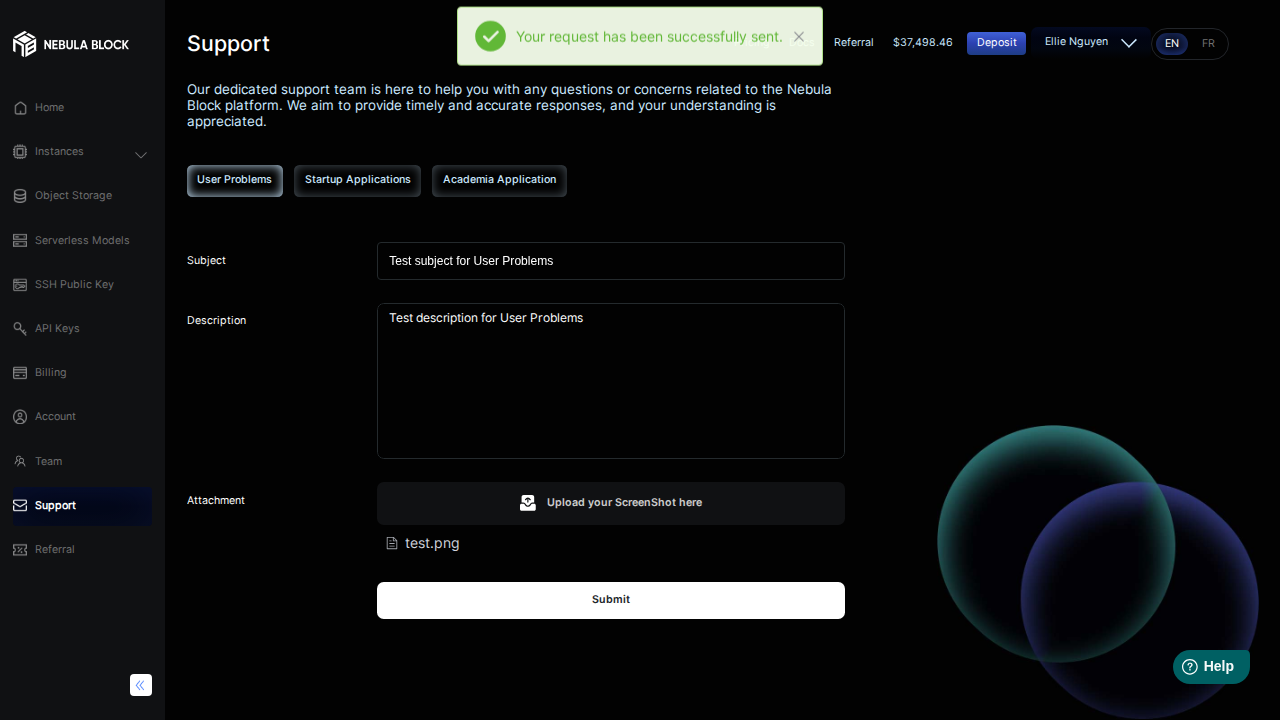 NEBULA BLOCK
Support
Your request has been successfully sent.
Referral
$37,498.46
Deposit
Ellie Nguyen
EN
FR
Home
Instances
Object Storage
Serverless Models
SSH Public Key
API Keys
Billing
Account
Team
Support
Referral
Our dedicated support team is here to help you with any questions or concerns related to the Nebula
Block platform. We aim to provide timely and accurate responses, and your understanding is
appreciated.
User Problems
Startup Applications
Academia Application
Subject
Test subject for User Problems
Description
Test description for User Problems
Attachment
Upload your ScreenShot here
test.png
Submit
Help